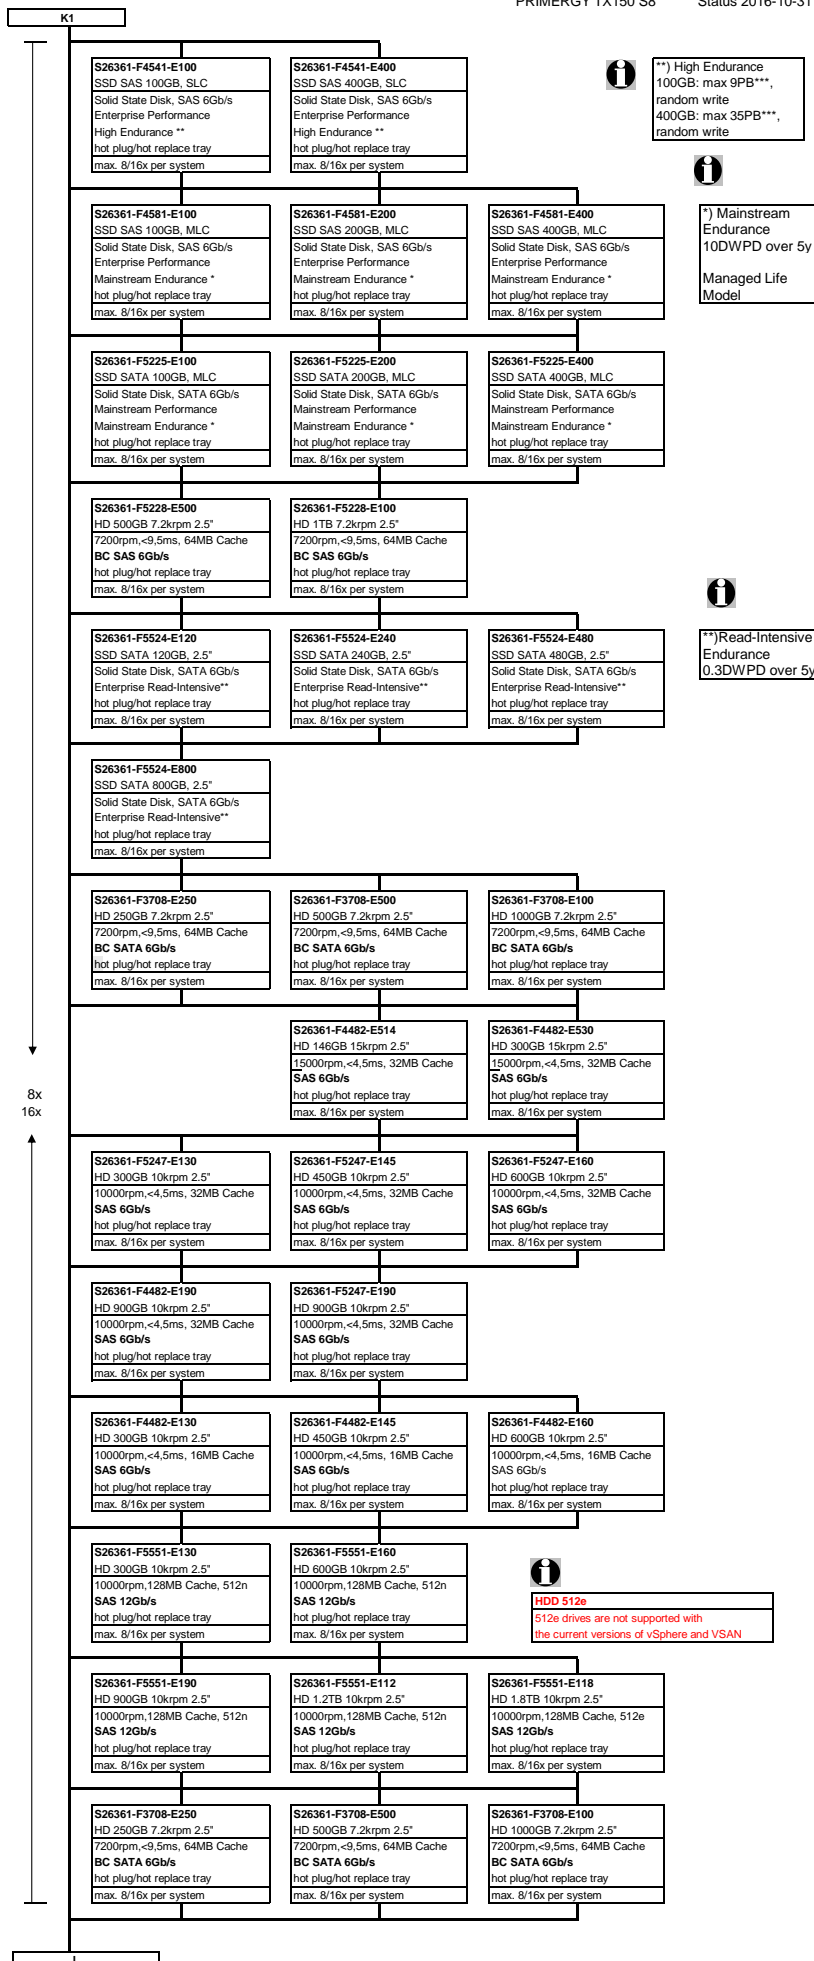 PRIMERGY TX150 S8 Status 2016-10-31
K1
S26361-F4541-E100
SSD SAS 100GB, SLC
Solid State Disk, SAS 6Gb/s
Enterprise Performance
High Endurance **
hot plug/hot replace tray
max. 8/16x per system
S26361-F4541-E400
SSD SAS 400GB, SLC
Solid State Disk, SAS 6Gb/s
Enterprise Performance
High Endurance **
hot plug/hot replace tray
max. 8/16x per system
**) High Endurance
100GB: max 9PB***,
random write
400GB: max 35PB***,
random write
S26361-F4581-E100
SSD SAS 100GB, MLC
Solid State Disk, SAS 6Gb/s
Enterprise Performance
Mainstream Endurance *
hot plug/hot replace tray
max. 8/16x per system
S26361-F4581-E200
SSD SAS 200GB, MLC
Solid State Disk, SAS 6Gb/s
Enterprise Performance
Mainstream Endurance *
hot plug/hot replace tray
max. 8/16x per system
S26361-F4581-E400
SSD SAS 400GB, MLC
Solid State Disk, SAS 6Gb/s
Enterprise Performance
Mainstream Endurance *
hot plug/hot replace tray
max. 8/16x per system
*) Mainstream
Endurance
10DWPD over 5y
Managed Life
Model
S26361-F5225-E100
SSD SATA 100GB, MLC
Solid State Disk, SATA 6Gb/s
Mainstream Performance
Mainstream Endurance *
hot plug/hot replace tray
max. 8/16x per system
S26361-F5225-E200
SSD SATA 200GB, MLC
Solid State Disk, SATA 6Gb/s
Mainstream Performance
Mainstream Endurance *
hot plug/hot replace tray
max. 8/16x per system
S26361-F5225-E400
SSD SATA 400GB, MLC
Solid State Disk, SATA 6Gb/s
Mainstream Performance
Mainstream Endurance *
hot plug/hot replace tray
max. 8/16x per system
S26361-F5228-E500
HD 500GB 7.2krpm 2.5"
7200rpm,<9,5ms, 64MB Cache
BC SAS 6Gb/s
hot plug/hot replace tray
max. 8/16x per system
S26361-F5228-E100
HD 1TB 7.2krpm 2.5"
7200rpm,<9,5ms, 64MB Cache
BC SAS 6Gb/s
hot plug/hot replace tray
max. 8/16x per system
S26361-F5524-E120
SSD SATA 120GB, 2.5"
Solid State Disk, SATA 6Gb/s
Enterprise Read-Intensive**
hot plug/hot replace tray
max. 8/16x per system
S26361-F5524-E240
SSD SATA 240GB, 2.5"
Solid State Disk, SATA 6Gb/s
Enterprise Read-Intensive**
hot plug/hot replace tray
max. 8/16x per system
S26361-F5524-E480
SSD SATA 480GB, 2.5"
Solid State Disk, SATA 6Gb/s
Enterprise Read-Intensive**
hot plug/hot replace tray
max. 8/16x per system
**)Read-Intensive
Endurance
0.3DWPD over 5y
S26361-F5524-E800
SSD SATA 800GB, 2.5"
Solid State Disk, SATA 6Gb/s
Enterprise Read-Intensive**
hot plug/hot replace tray
max. 8/16x per system
S26361-F3708-E250
HD 250GB 7.2krpm 2.5"
7200rpm,<9,5ms, 64MB Cache
BC SATA 6Gb/s
hot plug/hot replace tray
max. 8/16x per system
S26361-F3708-E500
HD 500GB 7.2krpm 2.5"
7200rpm,<9,5ms, 64MB Cache
BC SATA 6Gb/s
hot plug/hot replace tray
max. 8/16x per system
S26361-F3708-E100
HD 1000GB 7.2krpm 2.5"
7200rpm,<9,5ms, 64MB Cache
BC SATA 6Gb/s
hot plug/hot replace tray
max. 8/16x per system
S26361-F4482-E514
HD 146GB 15krpm 2.5"
15000rpm,<4,5ms, 32MB Cache
SAS 6Gb/s
hot plug/hot replace tray
max. 8/16x per system
S26361-F4482-E530
HD 300GB 15krpm 2.5"
15000rpm,<4,5ms, 32MB Cache
SAS 6Gb/s
hot plug/hot replace tray
max. 8/16x per system
8x
16x
S26361-F5247-E130
HD 300GB 10krpm 2.5"
10000rpm,<4,5ms, 32MB Cache
SAS 6Gb/s
hot plug/hot replace tray
max. 8/16x per system
S26361-F5247-E145
HD 450GB 10krpm 2.5"
10000rpm,<4,5ms, 32MB Cache
SAS 6Gb/s
hot plug/hot replace tray
max. 8/16x per system
S26361-F5247-E160
HD 600GB 10krpm 2.5"
10000rpm,<4,5ms, 32MB Cache
SAS 6Gb/s
hot plug/hot replace tray
max. 8/16x per system
S26361-F4482-E190
HD 900GB 10krpm 2.5"
10000rpm,<4,5ms, 32MB Cache
SAS 6Gb/s
hot plug/hot replace tray
max. 8/16x per system
S26361-F5247-E190
HD 900GB 10krpm 2.5"
10000rpm,<4,5ms, 32MB Cache
SAS 6Gb/s
hot plug/hot replace tray
max. 8/16x per system
S26361-F4482-E130
HD 300GB 10krpm 2.5"
10000rpm,<4,5ms, 16MB Cache
SAS 6Gb/s
hot plug/hot replace tray
max. 8/16x per system
S26361-F4482-E145
HD 450GB 10krpm 2.5"
10000rpm,<4,5ms, 16MB Cache
SAS 6Gb/s
hot plug/hot replace tray
max. 8/16x per system
S26361-F4482-E160
HD 600GB 10krpm 2.5"
10000rpm,<4,5ms, 16MB Cache
SAS 6Gb/s
hot plug/hot replace tray
max. 8/16x per system
S26361-F5551-E130
HD 300GB 10krpm 2.5"
10000rpm,128MB Cache, 512n
SAS 12Gb/s
hot plug/hot replace tray
max. 8/16x per system
S26361-F5551-E160
HD 600GB 10krpm 2.5"
10000rpm,128MB Cache, 512n
SAS 12Gb/s
hot plug/hot replace tray
max. 8/16x per system
HDD 512e
512e drives are not supported with
the current versions of vSphere and VSAN
S26361-F5551-E190
HD 900GB 10krpm 2.5"
10000rpm,128MB Cache, 512n
SAS 12Gb/s
hot plug/hot replace tray
max. 8/16x per system
S26361-F5551-E112
HD 1.2TB 10krpm 2.5"
10000rpm,128MB Cache, 512n
SAS 12Gb/s
hot plug/hot replace tray
max. 8/16x per system
S26361-F5551-E118
HD 1.8TB 10krpm 2.5"
10000rpm,128MB Cache, 512e
SAS 12Gb/s
hot plug/hot replace tray
max. 8/16x per system
S26361-F3708-E250
HD 250GB 7.2krpm 2.5"
7200rpm,<9,5ms, 64MB Cache
BC SATA 6Gb/s
hot plug/hot replace tray
max. 8/16x per system
S26361-F3708-E500
HD 500GB 7.2krpm 2.5"
7200rpm,<9,5ms, 64MB Cache
BC SATA 6Gb/s
hot plug/hot replace tray
max. 8/16x per system
S26361-F3708-E100
HD 1000GB 7.2krpm 2.5"
7200rpm,<9,5ms, 64MB Cache
BC SATA 6Gb/s
hot plug/hot replace tray
max. 8/16x per system